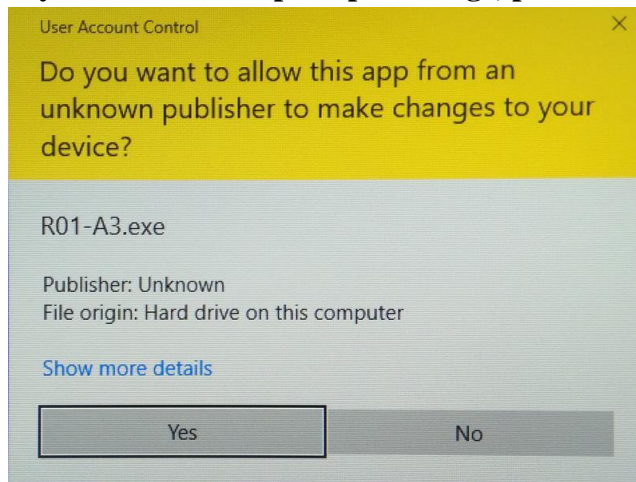 User Account Control
Do you want to allow this app from an
unknown publisher to make changes to your
device?
R01-A3.exe
Publisher: Unknown
File origin: Hard drive on this computer
Show more details
Yes
No